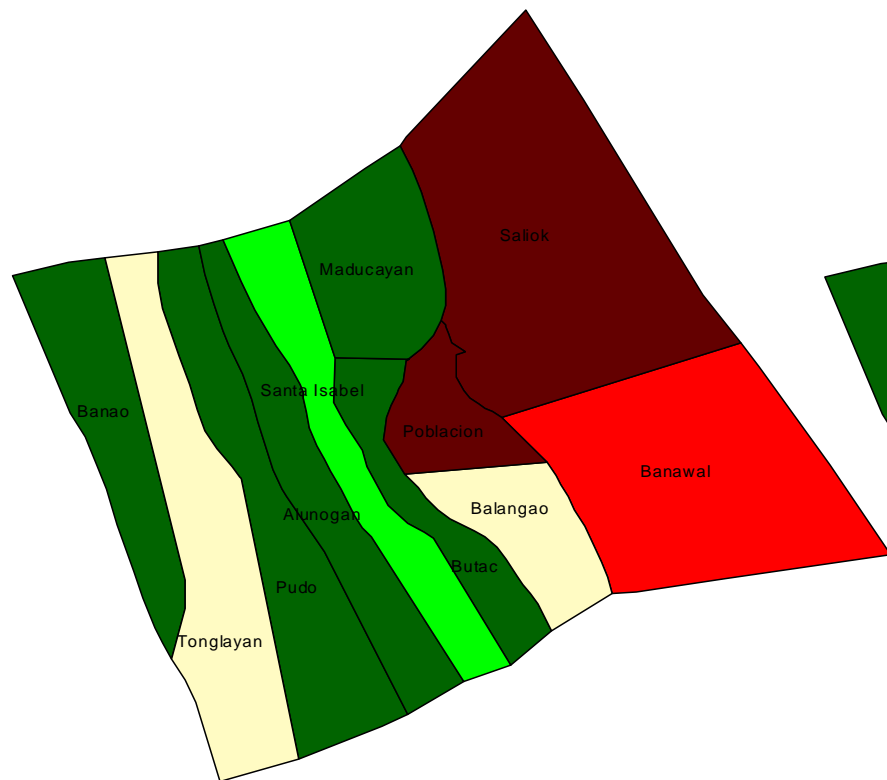 Saliok
Maducayan
Santa Isabel
Banao
Poblacion
Banawal
Balangao
Alunogan
Butac
Pudo
Tonglayan